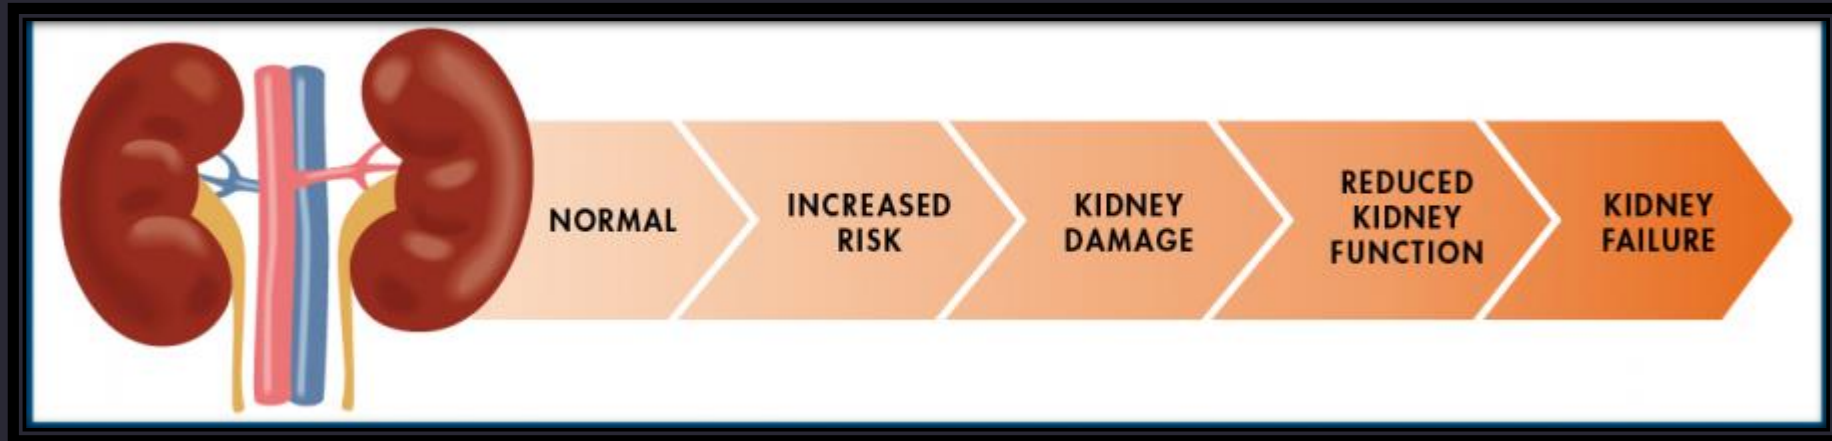 NORMAL
INCREASED
RISK
KIDNEY
DAMAGE
REDUCED
KIDNEY
FUNCTION
KIDNEY
FAILURE